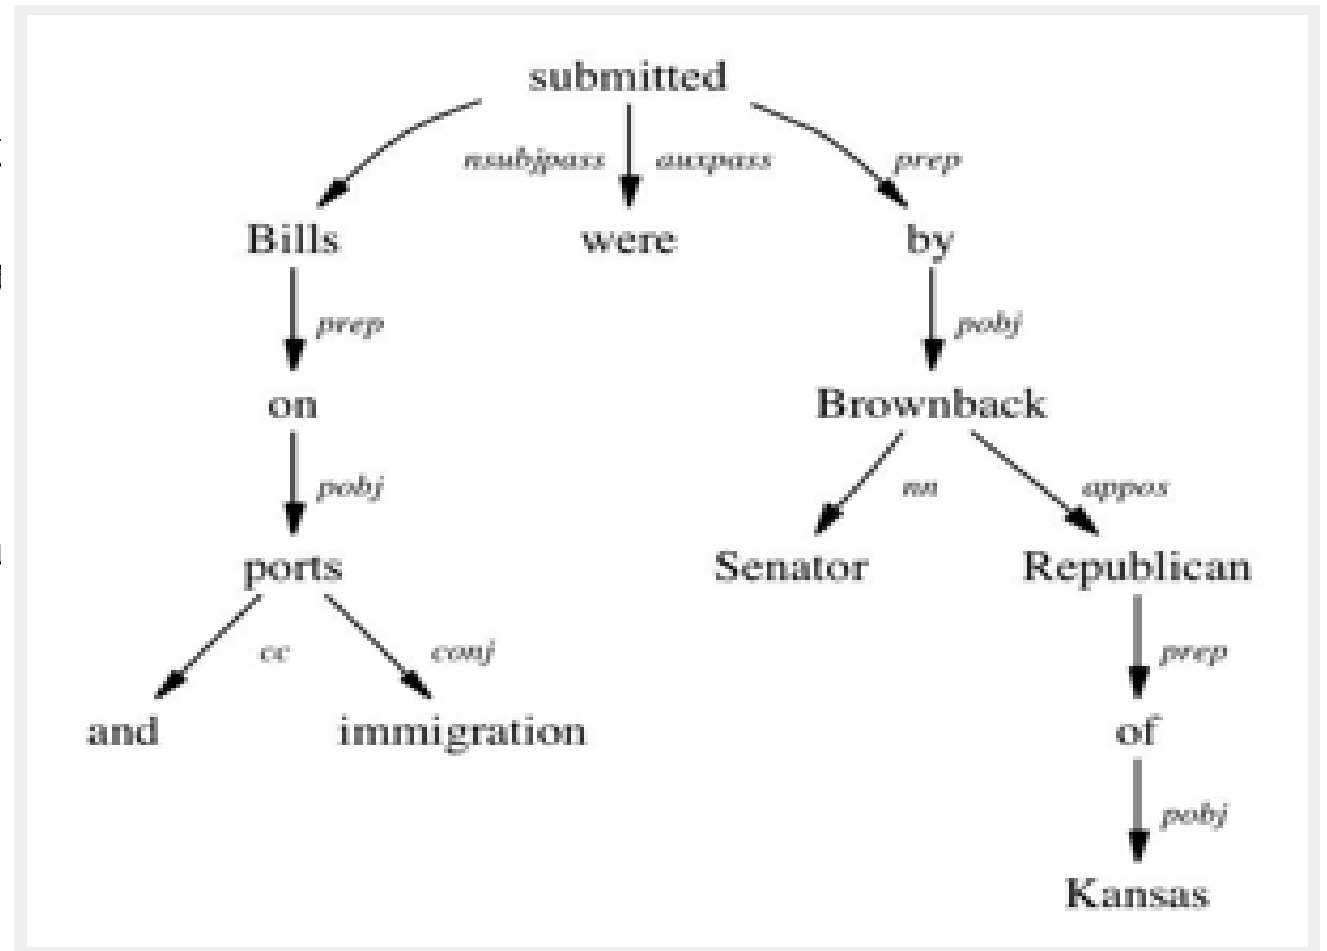 submitted
nsubjpass auxpass prep
Bills were by
prep pobj
on Brownback
pobj nn appos
ports Senator Republican
cc conj prep
and immigration of
pobj
Kansas